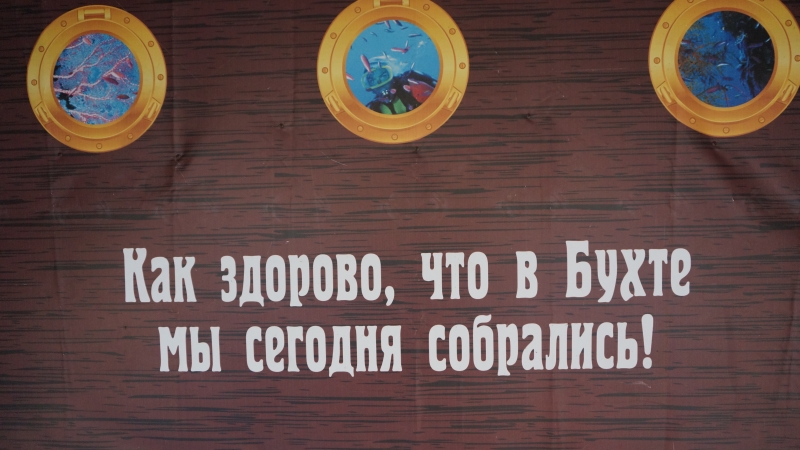 Как здорово, что в Бухте
мы сегодня собрались!